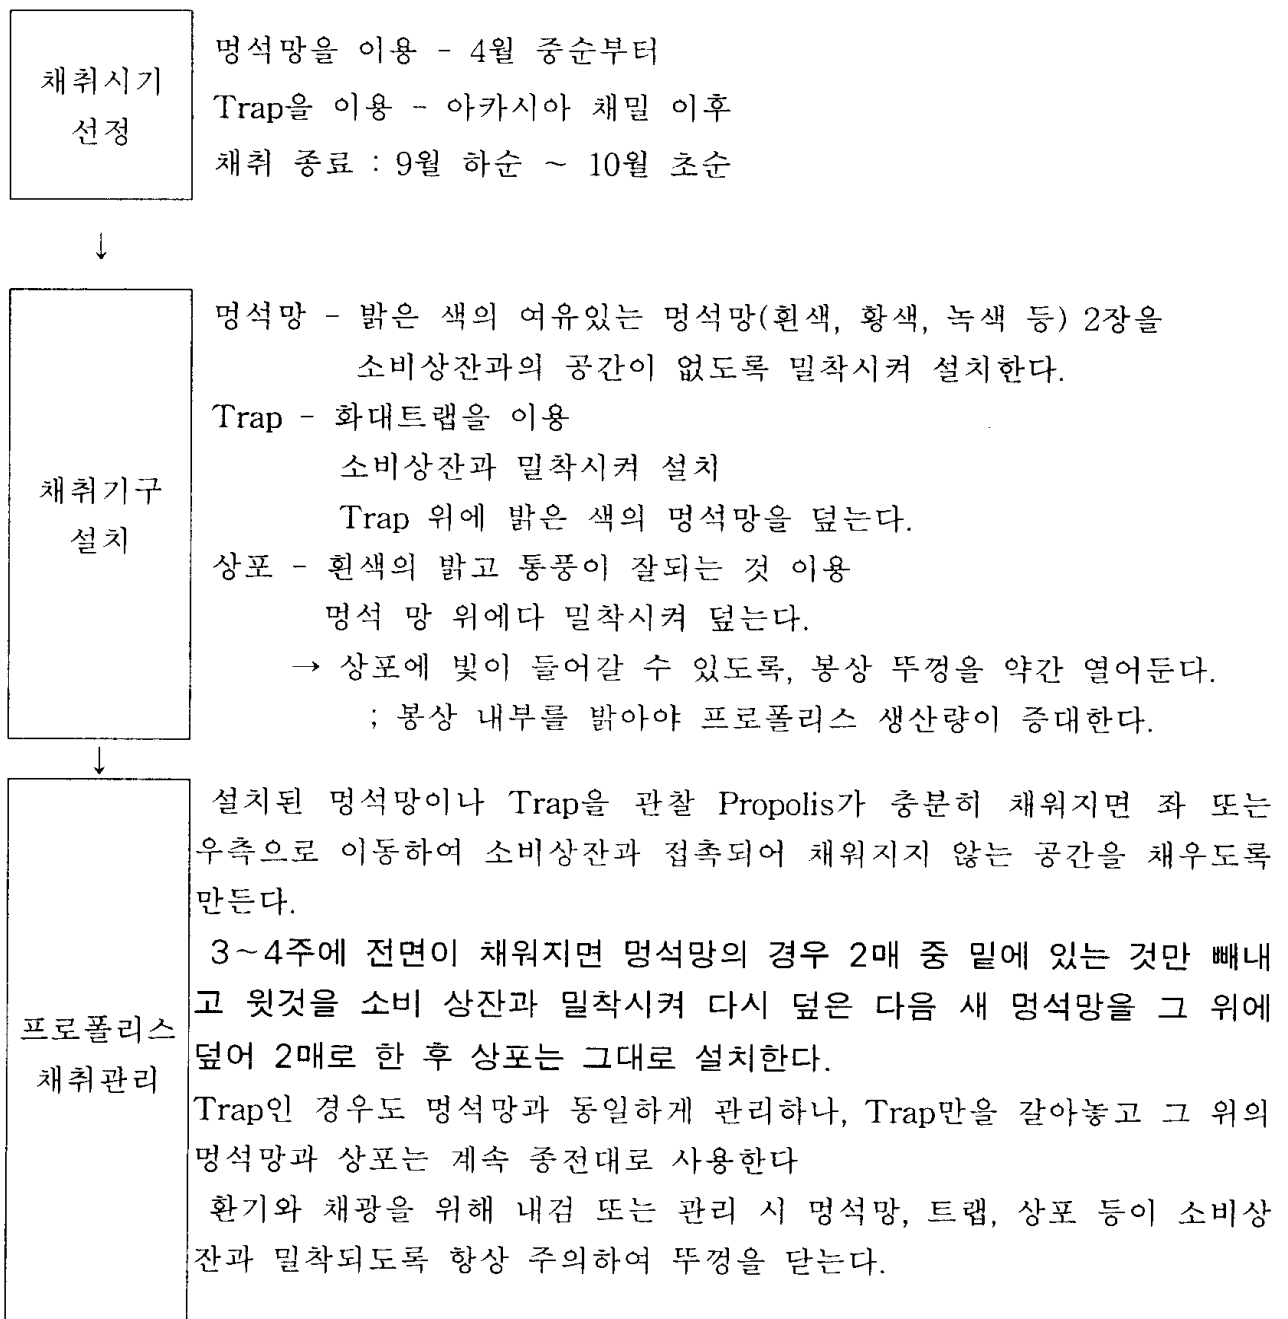 채취시기
선정
멍석망을 이용 - 4월 중순부터
Trap을 이용 - 아카시아 채밀 이후
채취 종료 : 9월 하순 ~ 10월 초순
↓
채취기구
설치
멍석망 - 밝은 색의 여유있는 멍석망(흰색, 황색, 녹색 등) 2장을
소비상잔과의 공간이 없도록 밀착시켜 설치한다.
Trap - 화대트랩을 이용
소비상잔과 밀착시켜 설치
Trap 위에 밝은 색의 멍석망을 덮는다.
상포 - 흰색의 밝고 통풍이 잘되는 것 이용
멍석 망 위에다 밀착시켜 덮는다.
→ 상포에 빛이 들어갈 수 있도록, 봉상 뚜껑을 약간 열어둔다.
; 봉상 내부를 밝아야 프로폴리스 생산량이 증대한다.
↓
프로폴리스
채취관리
설치된 멍석망이나 Trap을 관찰 Propolis가 충분히 채워지면 좌 또는
우측으로 이동하여 소비상잔과 접촉되어 채워지지 않는 공간을 채우도록
만든다.
3~4주에 전면이 채워지면 멍석망의 경우 2매 중 밑에 있는 것만 빼내
고 윗것을 소비 상잔과 밀착시켜 다시 덮은 다음 새 멍석망을 그 위에
덮어 2매로 한 후 상포는 그대로 설치한다.
Trap인 경우도 멍석망과 동일하게 관리하나, Trap만을 갈아놓고 그 위의
멍석망과 상포는 계속 종전대로 사용한다
환기와 채광을 위해 내검 또는 관리 시 멍석망, 트랩, 상포 등이 소비상
잔과 밀착되도록 항상 주의하여 뚜껑을 닫는다.